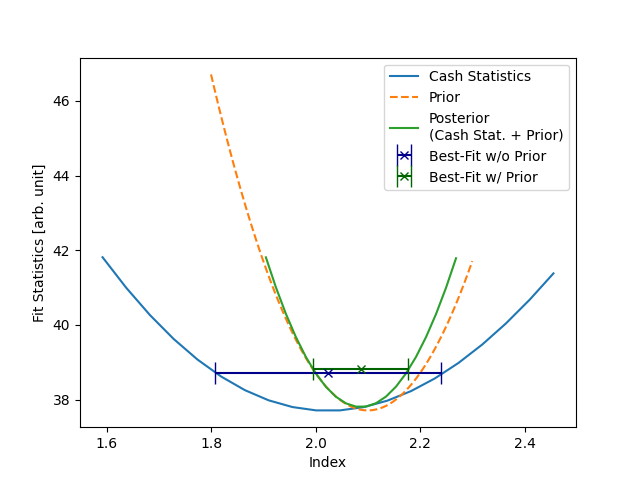 Cash Statistics
Prior
Posterior
(Cash Stat. + Prior)
Best-Fit w/o Prior
Best-Fit w/ Prior
Fit Statistics [arb. unit]
46
44
42
40
38
1.6 1.8 2.0 2.2 2.4
Index